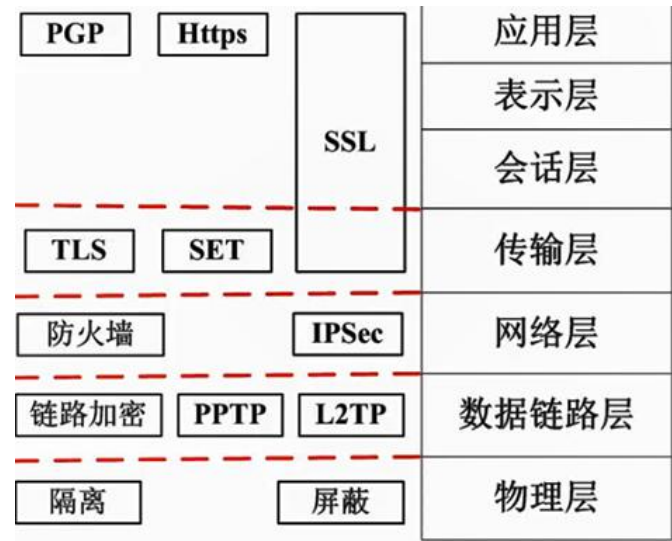 PGP Https 应用层
表示层
SSL
会话层
TLS SET 传输层
防火墙 IPSec 网络层
链路加密 PPTP L2TP 数据链路层
隔离 屏蔽 物理层